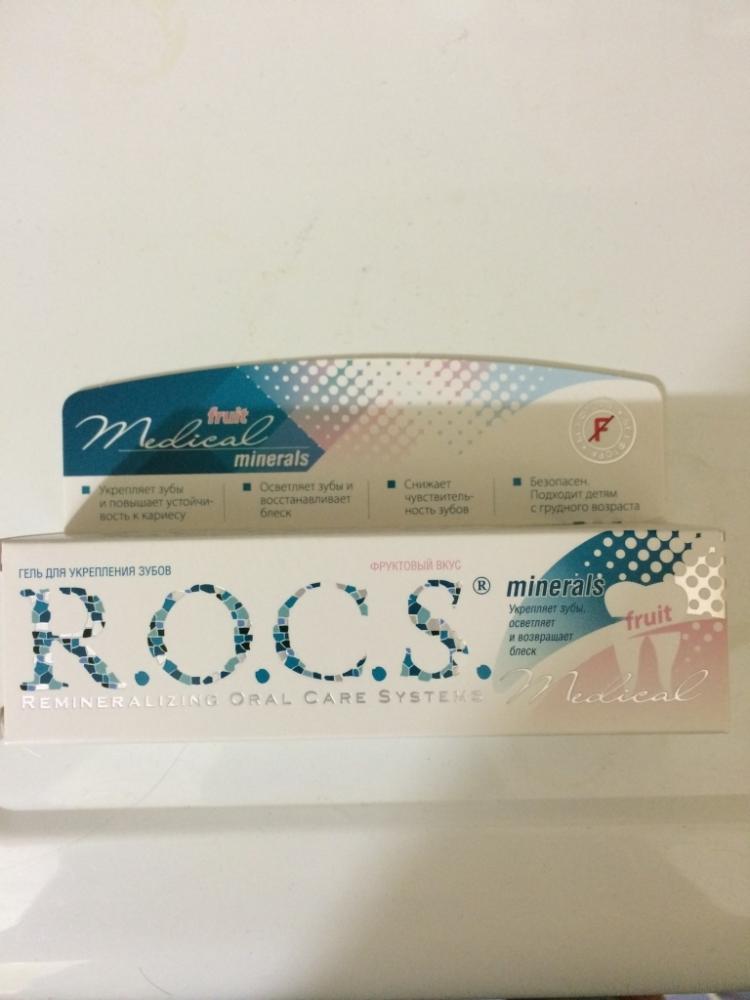 fruit
Medical
minerals
F
Укрепляет зубы
и повышает устойчи-
вость к кариесу
Осветляет зубы и
восстанавливает
блеск
Снижает
чувствитель-
ность зубов
Безопасен.
Подходит детям
с грудного возраста
ГЕЛЬ ДЛЯ УКРЕПЛЕНИЯ ЗУБОВ
ФРУКТОВЫЙ ВКУС
R.O.C.S.®
REMINERALIZING ORAL CARE SYSTEMS
minerals
Укрепляет зубы,
осветляет
и возвращает
блеск
fruit
Medical